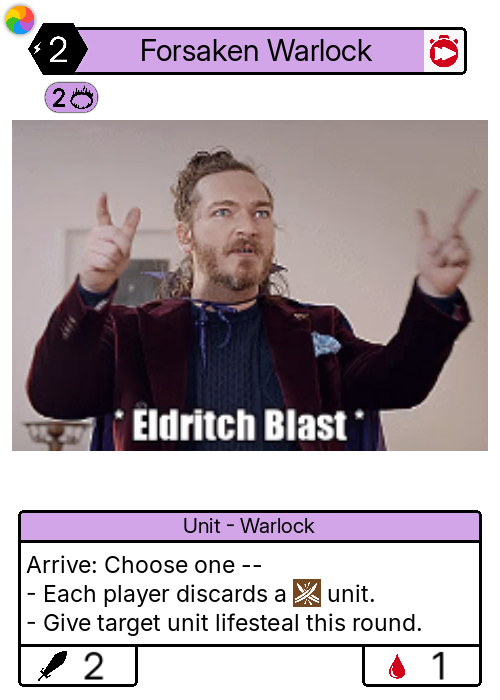 2 Forsaken Warlock
2
* Eldritch Blast *
Unit - Warlock
Arrive: Choose one --
- Each player discards a unit.
- Give target unit lifesteal this round.
2 1